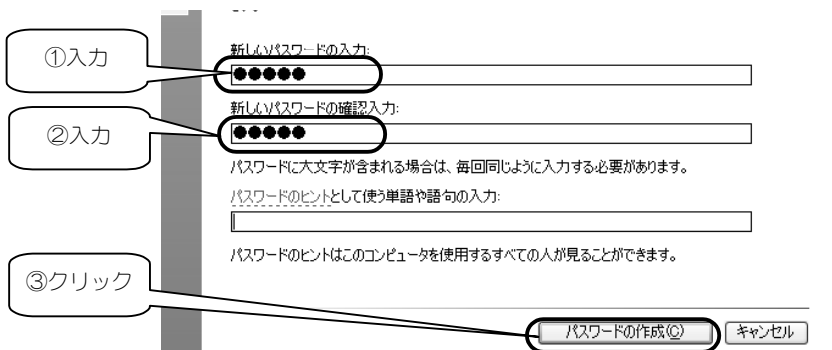 ①入力
新しいパスワードの入力:
●●●●●
②入力
新しいパスワードの確認入力:
●●●●●
パスワードに大文字が含まれる場合は、毎回同じように入力する必要があります。
パスワードのヒントとして使う単語や語句の入力:
パスワードのヒントはこのコンピュータを使用するすべての人が見ることができます。
③クリック
パスワードの作成(C)
キャンセル